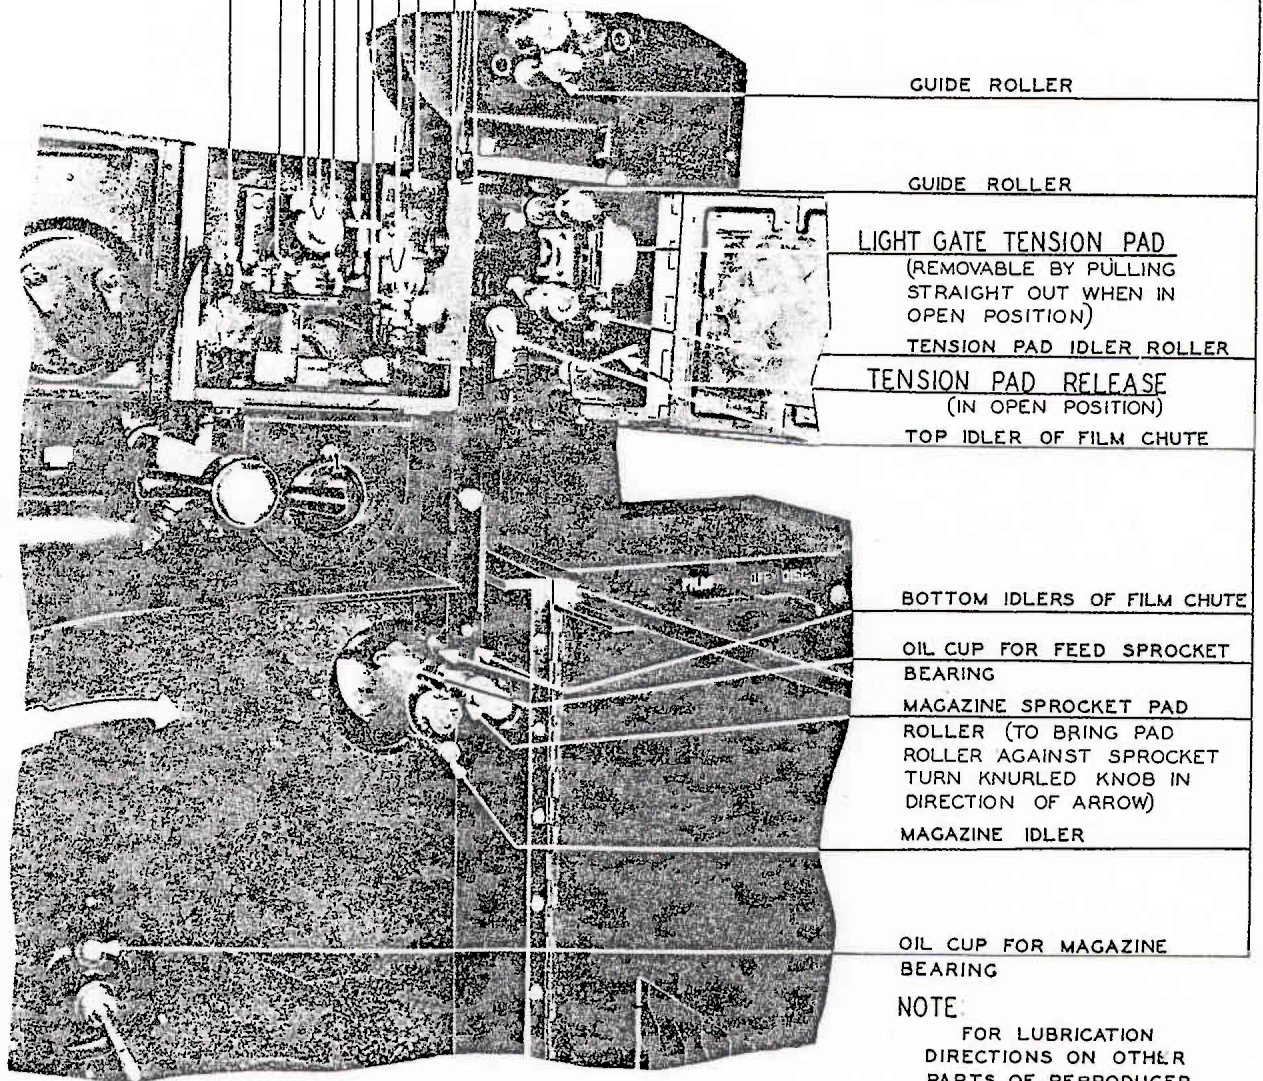 GUIDE ROLLER
GUIDE ROLLER
LIGHT GATE TENSION PAD
(REMOVABLE BY PULLING
STRAIGHT OUT WHEN IN
OPEN POSITION)
TENSION PAD IDLER ROLLER
TENSION PAD RELEASE
(IN OPEN POSITION)
TOP IDLER OF FILM CHUTE
BOTTOM IDLERS OF FILM CHUTE
OIL CUP FOR FEED SPROCKET
BEARING
MAGAZINE SPROCKET PAD
ROLLER (TO BRING PAD
ROLLER AGAINST SPROCKET
TURN KNURLED KNOB IN
DIRECTION OF ARROW)
MAGAZINE IDLER
OIL CUP FOR MAGAZINE
BEARING
NOTE:
FOR LUBRICATION
DIRECTIONS ON OTHER
PARTS OF REPRODUCER